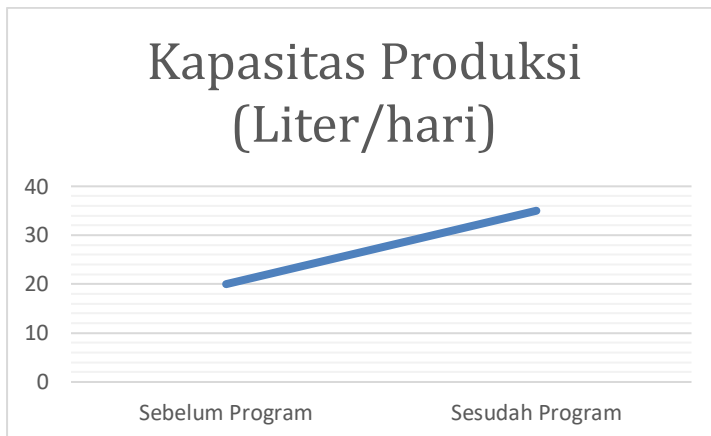 Kapasitas Produksi
(Liter/hari)
40
30
20
10
0
Sebelum Program
Sesudah Program